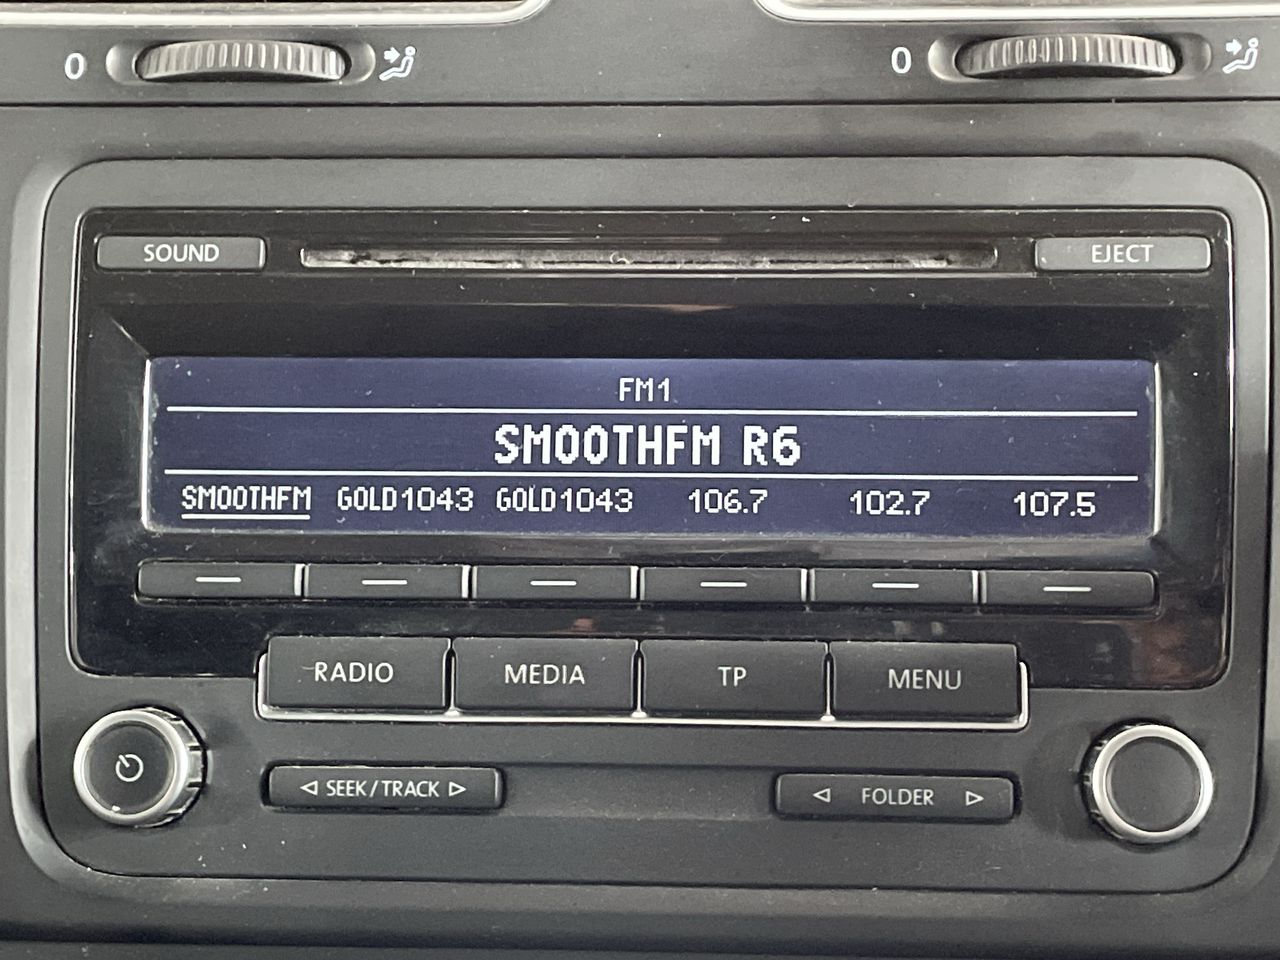 0 0
SOUND EJECT
FM1
SMOOTHFM R6
SMOOTHFM GOLD1043 GOLD1043 106.7 102.7 107.5
RADIO MEDIA TP MENU
SEEK/TRACK FOLDER